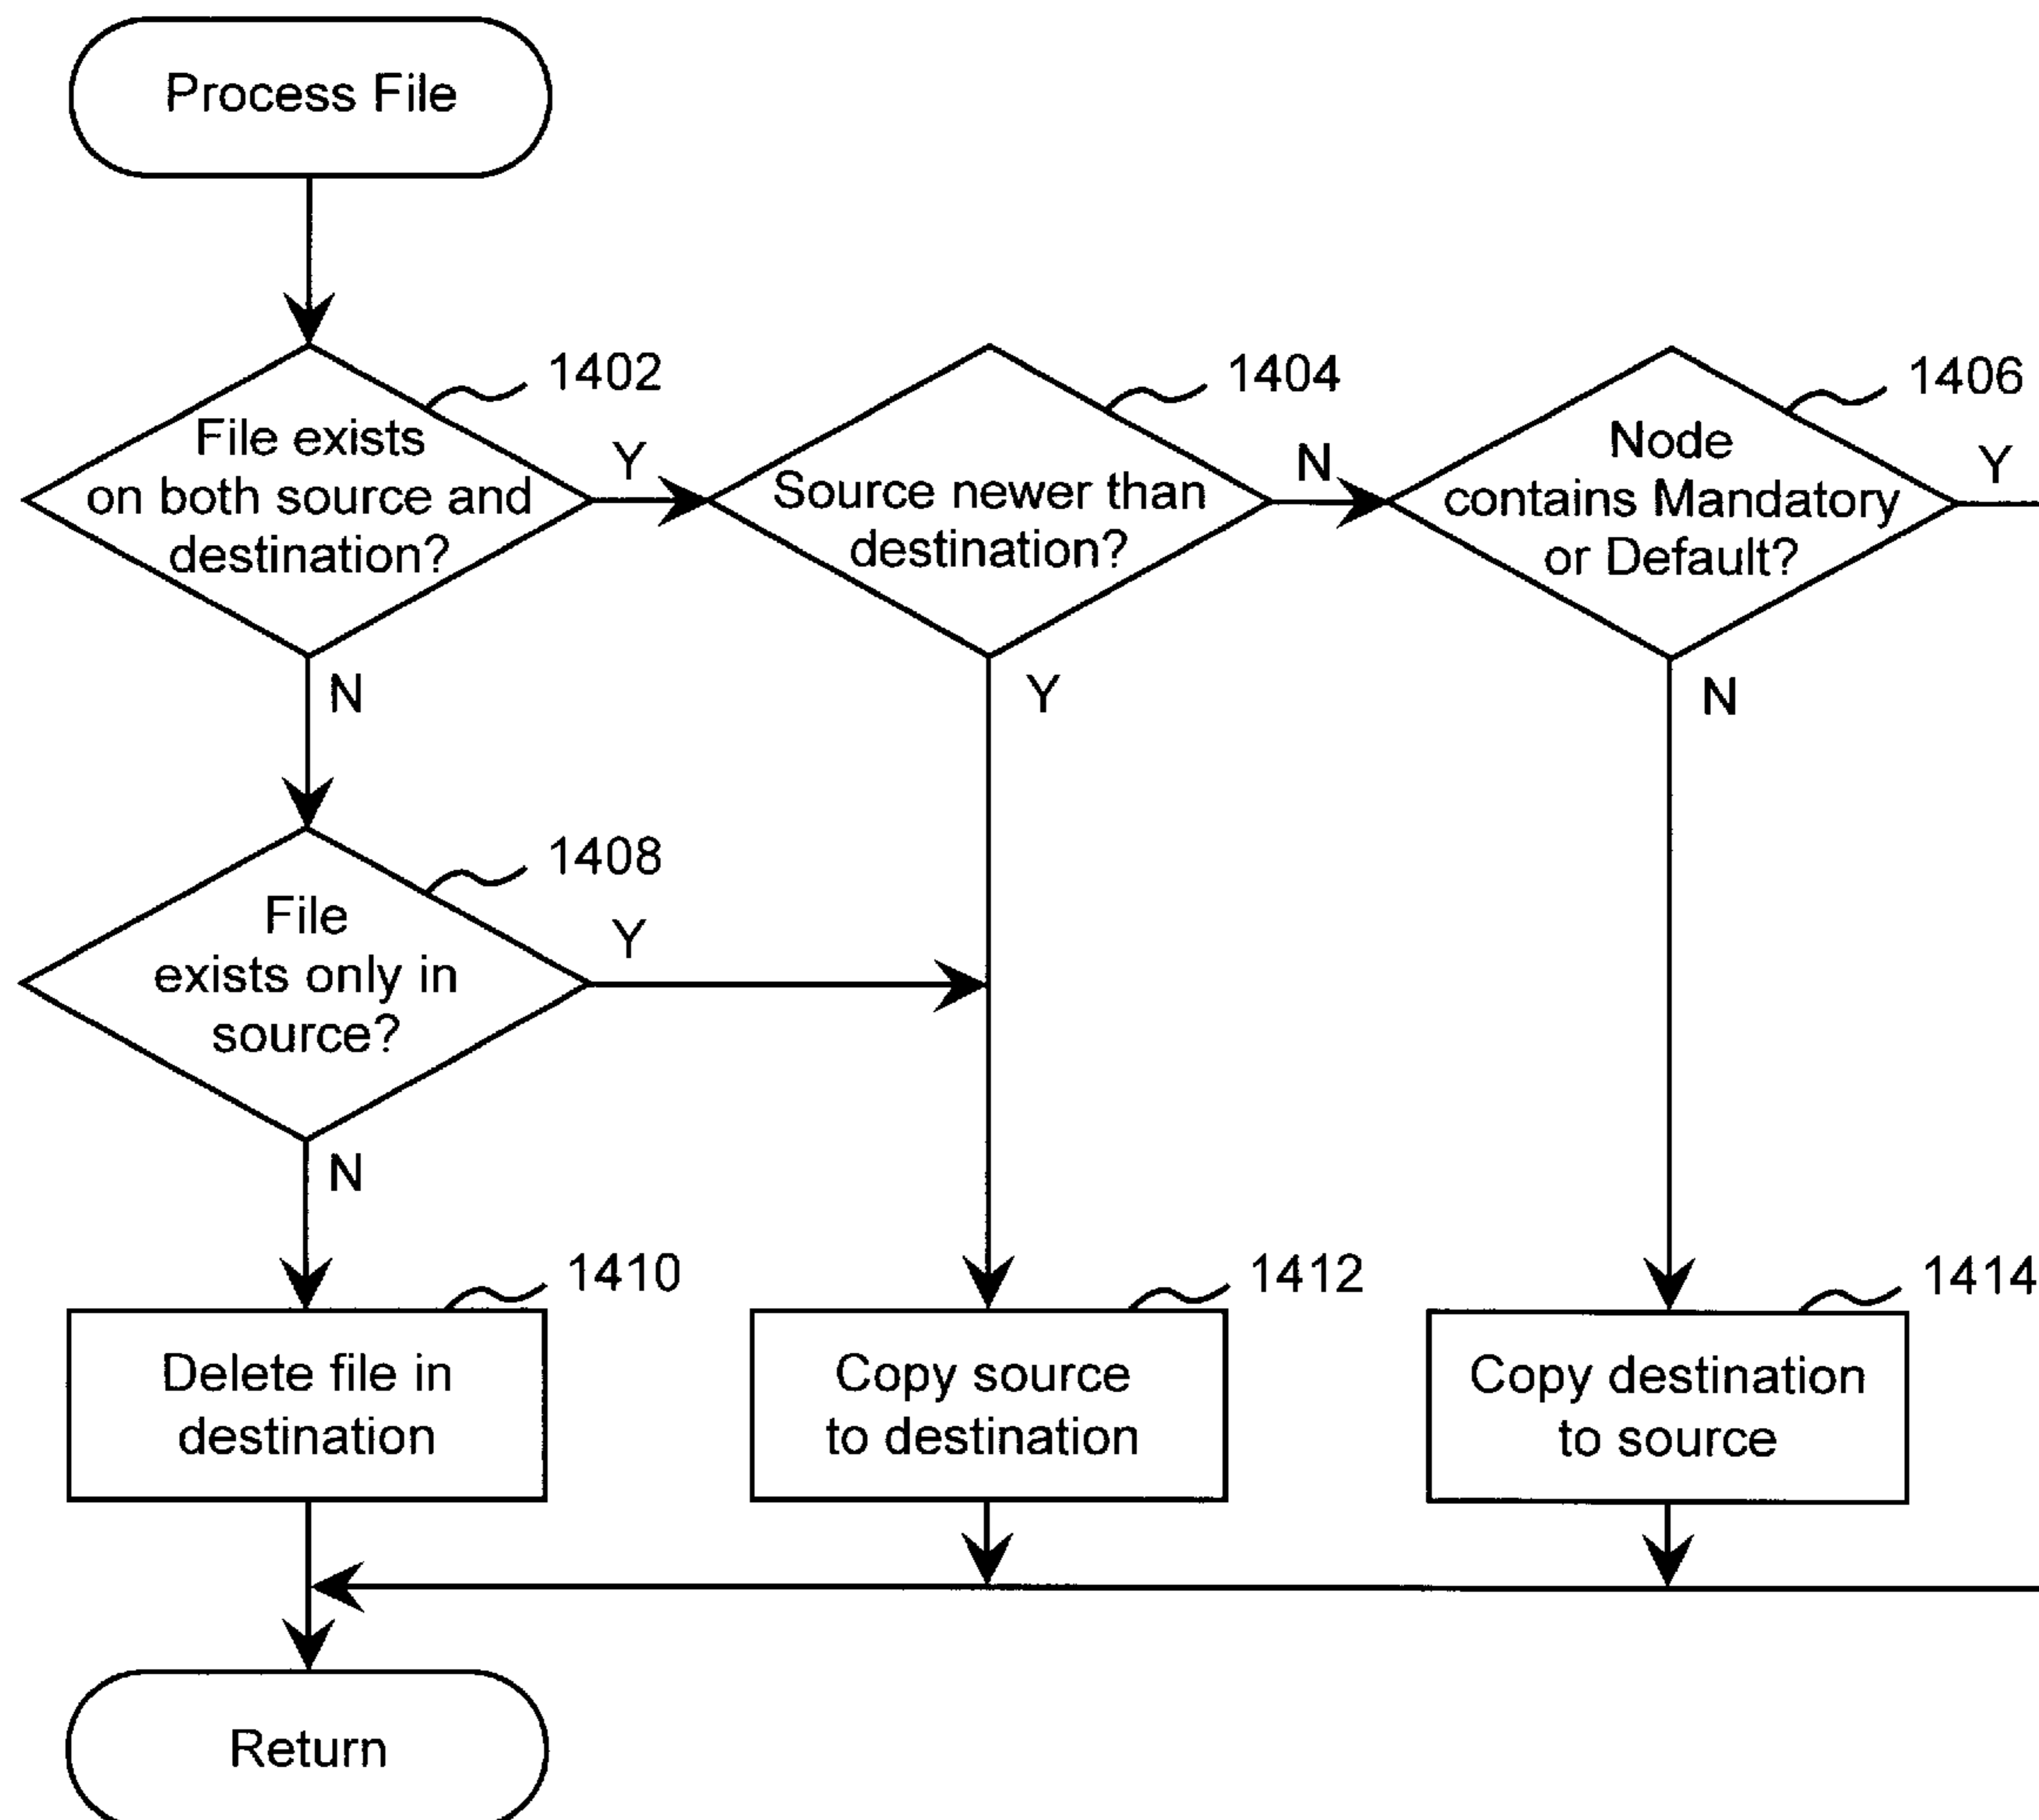 Process File
1402
File exists
on both source and
destination?
Y
N
1404
Source newer than
destination?
N
Y
1406
Node
contains Mandatory
or Default?
Y
N
1408
File
exists only in
source?
Y
N
1410
Delete file in
destination
1412
Copy source
to destination
1414
Copy destination
to source
Return